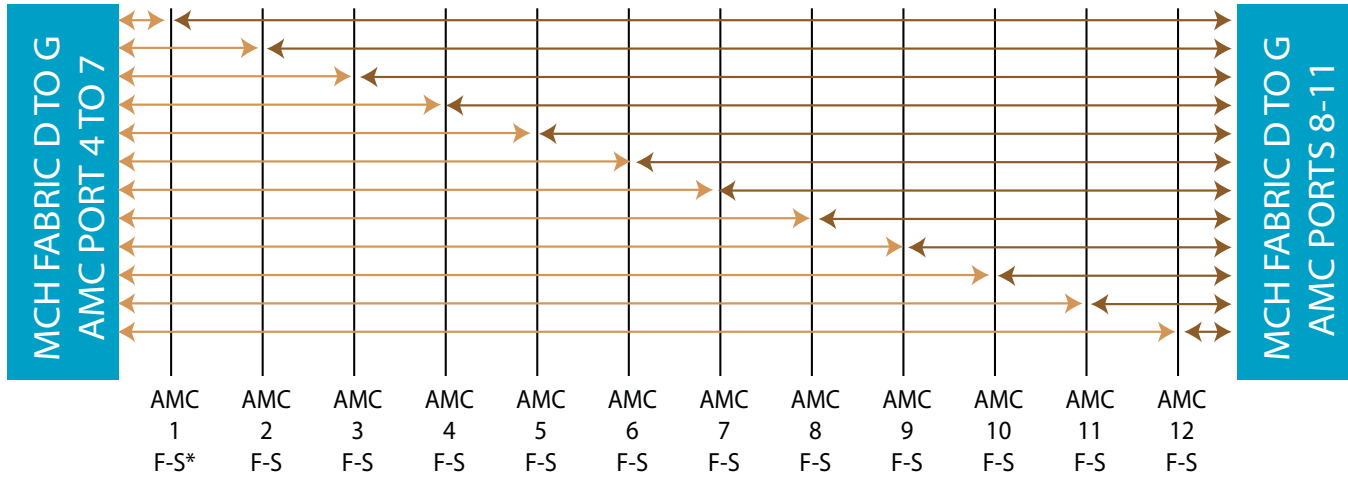 MCH FABRIC D TO G
AMC PORT 4 TO 7
MCH FABRIC D TO G
AMC PORTS 8-11
AMC AMC AMC AMC AMC AMC AMC AMC AMC AMC AMC AMC
1 2 3 4 5 6 7 8 9 10 11 12
F-S* F-S F-S F-S F-S F-S F-S F-S F-S F-S F-S F-S